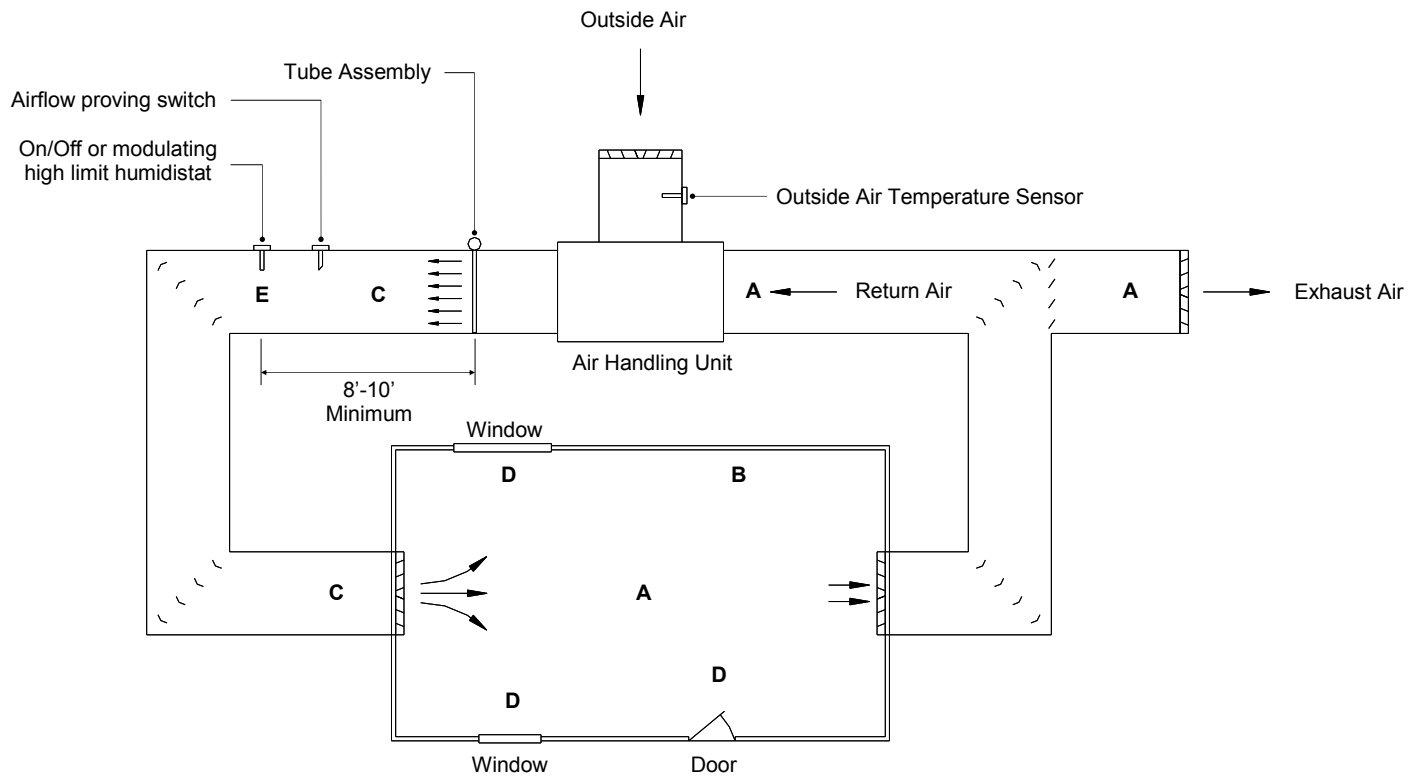 Outside Air
Tube Assembly
Airflow proving switch
On/Off or modulating
high limit humidistat
Outside Air Temperature Sensor
E
C
A
Return Air
A
Exhaust Air
Air Handling Unit
8’-10’
Minimum
Window
D
B
C
A
D
D
Window
Door